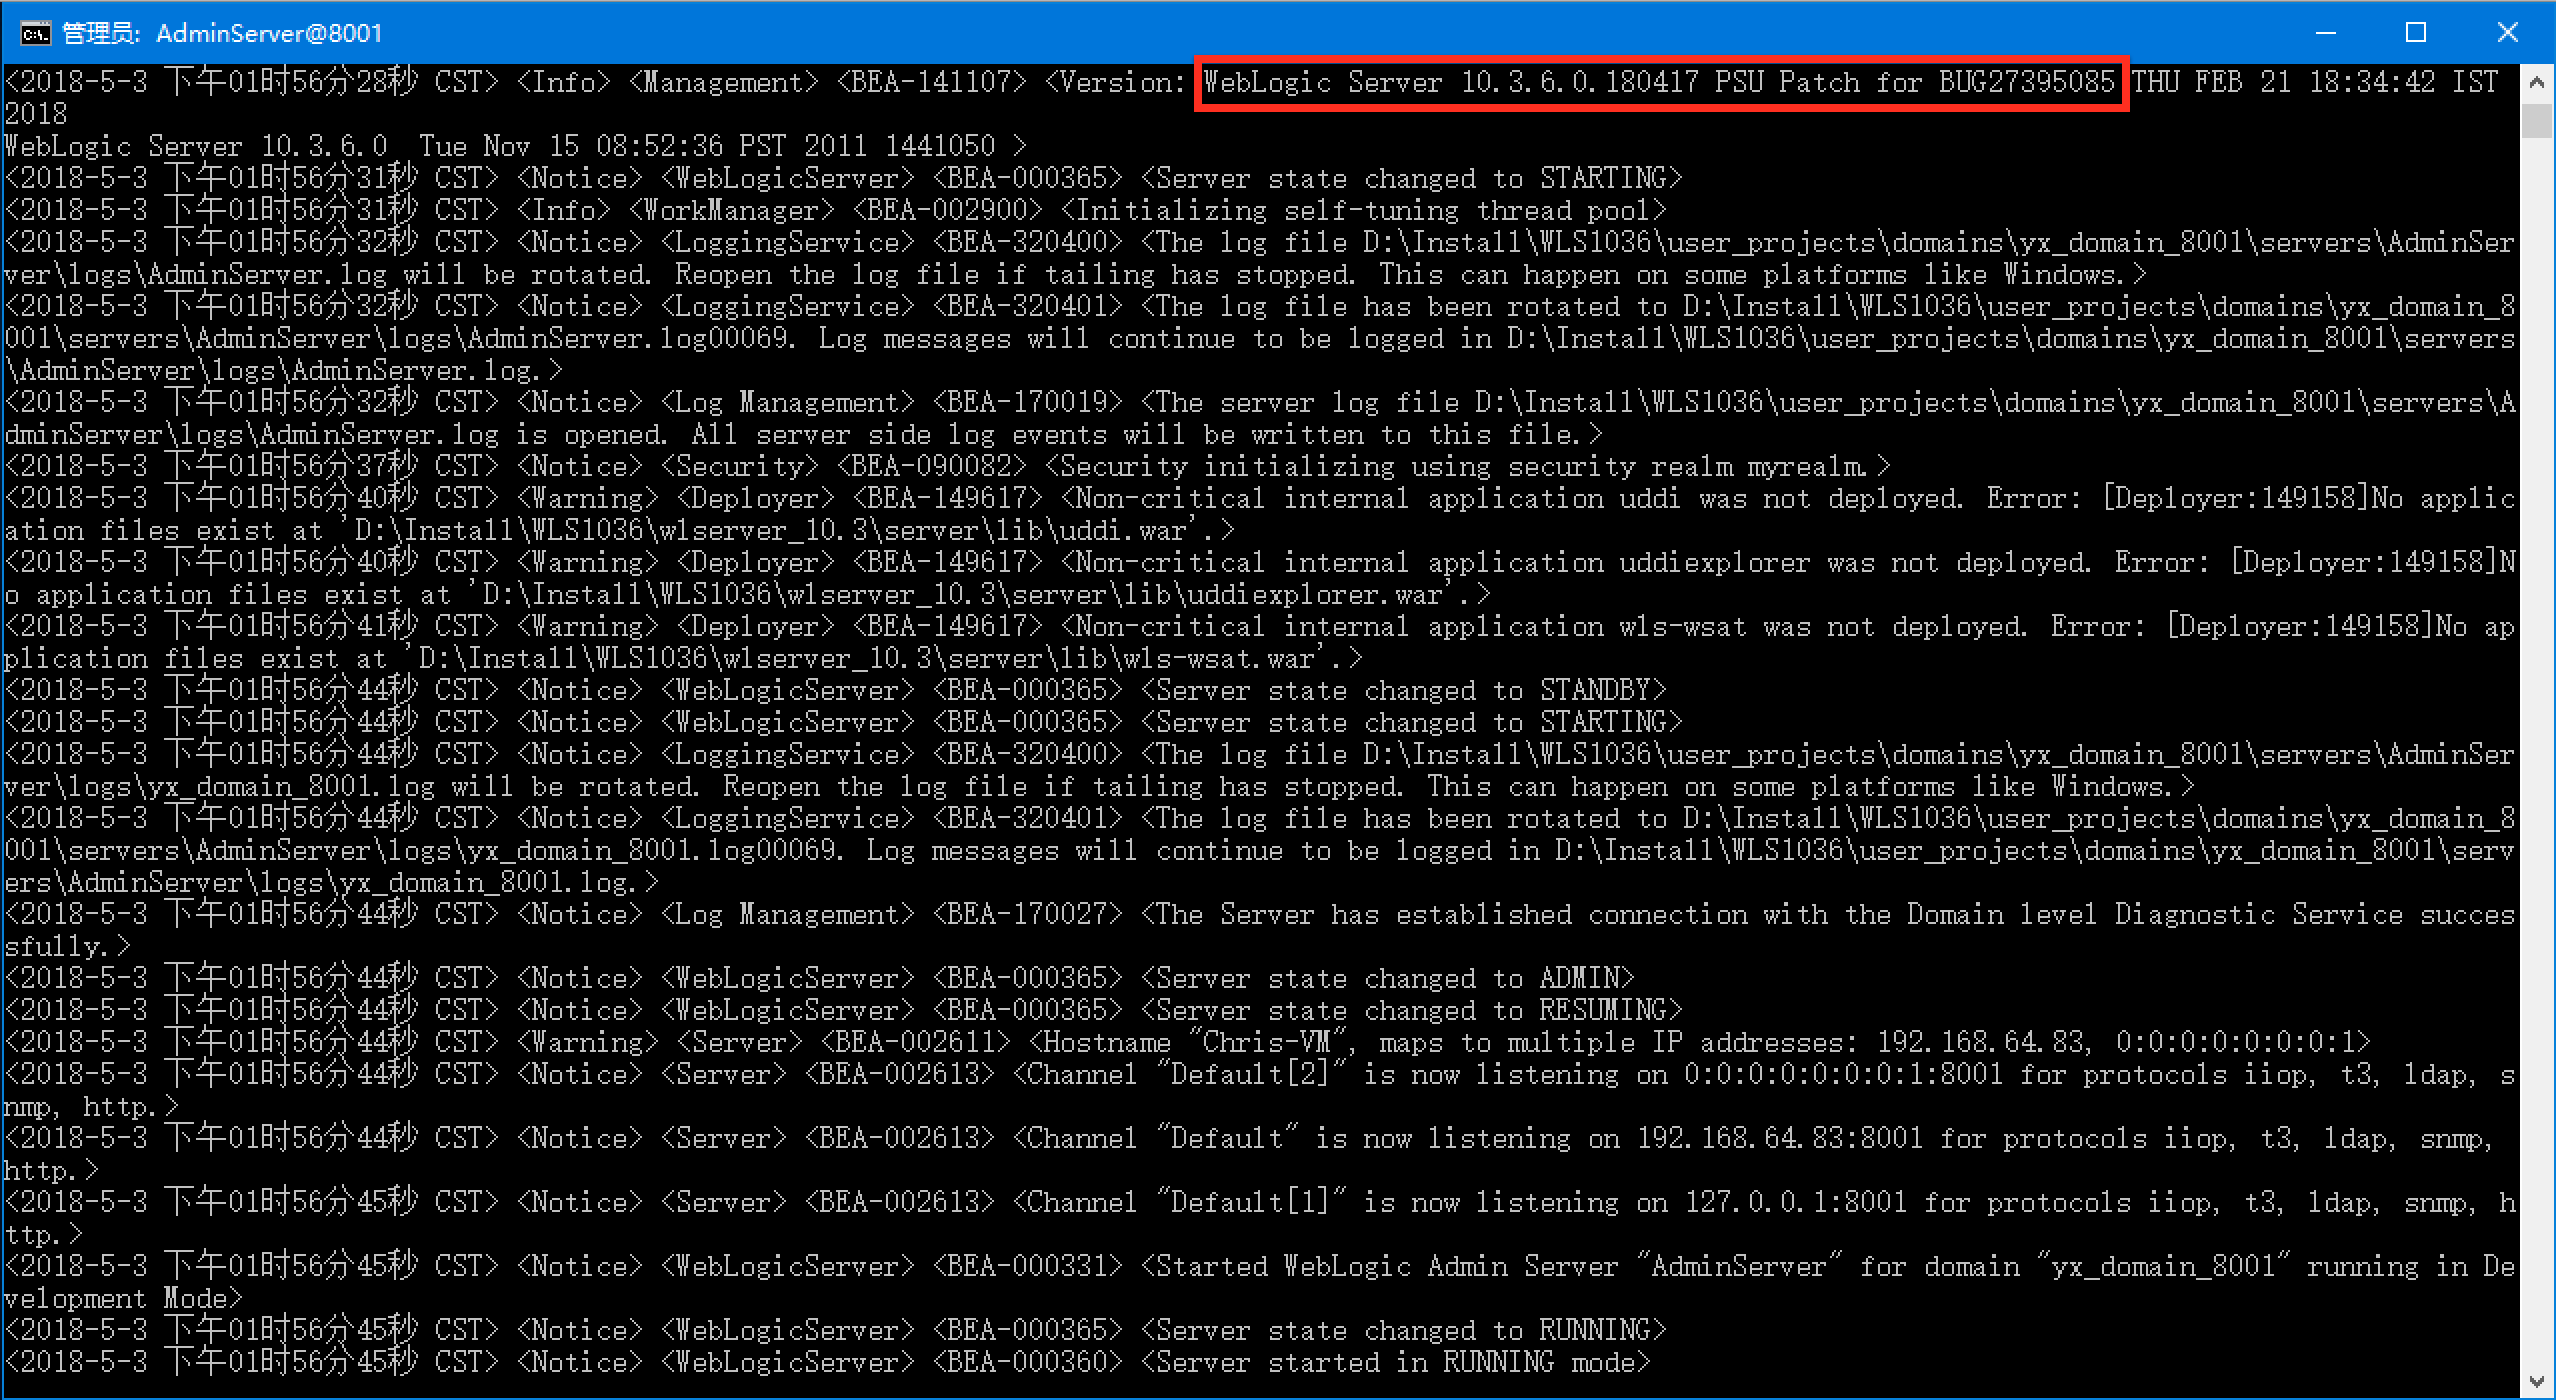 管理员: AdminServer@8001
<2018-5-3 下午01时56分28秒 CST> <Info> <Management> <BEA-141107> <Version: WebLogic Server 10.3.6.0.180417 PSU Patch for BUG27395085 THU FEB 21 18:34:42 IST
2018
WebLogic Server 10.3.6.0  Tue Nov 15 08:52:36 PST 2011 1441050 >
<2018-5-3 下午01时56分31秒 CST> <Notice> <WebLogicServer> <BEA-000365> <Server state changed to STARTING>
<2018-5-3 下午01时56分31秒 CST> <Info> <WorkManager> <BEA-002900> <Initializing self-tuning thread pool>
<2018-5-3 下午01时56分32秒 CST> <Notice> <LoggingService> <BEA-320400> <The log file D:\Install\WLS1036\user_projects\domains\yx_domain_8001\servers\AdminSer
ver\logs\AdminServer.log will be rotated. Reopen the log file if tailing has stopped. This can happen on some platforms like Windows.>
<2018-5-3 下午01时56分32秒 CST> <Notice> <LoggingService> <BEA-320401> <The log file has been rotated to D:\Install\WLS1036\user_projects\domains\yx_domain_8
001\servers\AdminServer\logs\AdminServer.log00069. Log messages will continue to be logged in D:\Install\WLS1036\user_projects\domains\yx_domain_8001\servers
\AdminServer\logs\AdminServer.log.>
<2018-5-3 下午01时56分32秒 CST> <Notice> <Log Management> <BEA-170019> <The server log file D:\Install\WLS1036\user_projects\domains\yx_domain_8001\servers\A
dminServer\logs\AdminServer.log is opened. All server side log events will be written to this file.>
<2018-5-3 下午01时56分37秒 CST> <Notice> <Security> <BEA-090082> <Security initializing using security realm myrealm.>
<2018-5-3 下午01时56分40秒 CST> <Warning> <Deployer> <BEA-149617> <Non-critical internal application uddi was not deployed. Error: [Deployer:149158]No applic
ation files exist at 'D:\Install\WLS1036\wlserver_10.3\server\lib\uddi.war'.>
<2018-5-3 下午01时56分40秒 CST> <Warning> <Deployer> <BEA-149617> <Non-critical internal application uddiexplorer was not deployed. Error: [Deployer:149158]N
o application files exist at 'D:\Install\WLS1036\wlserver_10.3\server\lib\uddiexplorer.war'.>
<2018-5-3 下午01时56分41秒 CST> <Warning> <Deployer> <BEA-149617> <Non-critical internal application wls-wsat was not deployed. Error: [Deployer:149158]No ap
plication files exist at 'D:\Install\WLS1036\wlserver_10.3\server\lib\wls-wsat.war'.>
<2018-5-3 下午01时56分44秒 CST> <Notice> <WebLogicServer> <BEA-000365> <Server state changed to STANDBY>
<2018-5-3 下午01时56分44秒 CST> <Notice> <WebLogicServer> <BEA-000365> <Server state changed to STARTING>
<2018-5-3 下午01时56分44秒 CST> <Notice> <LoggingService> <BEA-320400> <The log file D:\Install\WLS1036\user_projects\domains\yx_domain_8001\servers\AdminSer
ver\logs\yx_domain_8001.log will be rotated. Reopen the log file if tailing has stopped. This can happen on some platforms like Windows.>
<2018-5-3 下午01时56分44秒 CST> <Notice> <LoggingService> <BEA-320401> <The log file has been rotated to D:\Install\WLS1036\user_projects\domains\yx_domain_8
001\servers\AdminServer\logs\yx_domain_8001.log00069. Log messages will continue to be logged in D:\Install\WLS1036\user_projects\domains\yx_domain_8001\serv
ers\AdminServer\logs\yx_domain_8001.log.>
<2018-5-3 下午01时56分44秒 CST> <Notice> <Log Management> <BEA-170027> <The Server has established connection with the Domain level Diagnostic Service succes
sfully.>
<2018-5-3 下午01时56分44秒 CST> <Notice> <WebLogicServer> <BEA-000365> <Server state changed to ADMIN>
<2018-5-3 下午01时56分44秒 CST> <Notice> <WebLogicServer> <BEA-000365> <Server state changed to RESUMING>
<2018-5-3 下午01时56分44秒 CST> <Warning> <Server> <BEA-002611> <Hostname "Chris-VM", maps to multiple IP addresses: 192.168.64.83, 0:0:0:0:0:0:0:1>
<2018-5-3 下午01时56分44秒 CST> <Notice> <Server> <BEA-002613> <Channel "Default[2]" is now listening on 0:0:0:0:0:0:0:1:8001 for protocols iiop, t3, ldap, s
nmp, http.>
<2018-5-3 下午01时56分44秒 CST> <Notice> <Server> <BEA-002613> <Channel "Default" is now listening on 192.168.64.83:8001 for protocols iiop, t3, ldap, snmp,
http.>
<2018-5-3 下午01时56分45秒 CST> <Notice> <Server> <BEA-002613> <Channel "Default[1]" is now listening on 127.0.0.1:8001 for protocols iiop, t3, ldap, snmp, h
ttp.>
<2018-5-3 下午01时56分45秒 CST> <Notice> <WebLogicServer> <BEA-000331> <Started WebLogic Admin Server "AdminServer" for domain "yx_domain_8001" running in De
velopment Mode>
<2018-5-3 下午01时56分45秒 CST> <Notice> <WebLogicServer> <BEA-000365> <Server state changed to RUNNING>
<2018-5-3 下午01时56分45秒 CST> <Notice> <WebLogicServer> <BEA-000360> <Server started in RUNNING mode>